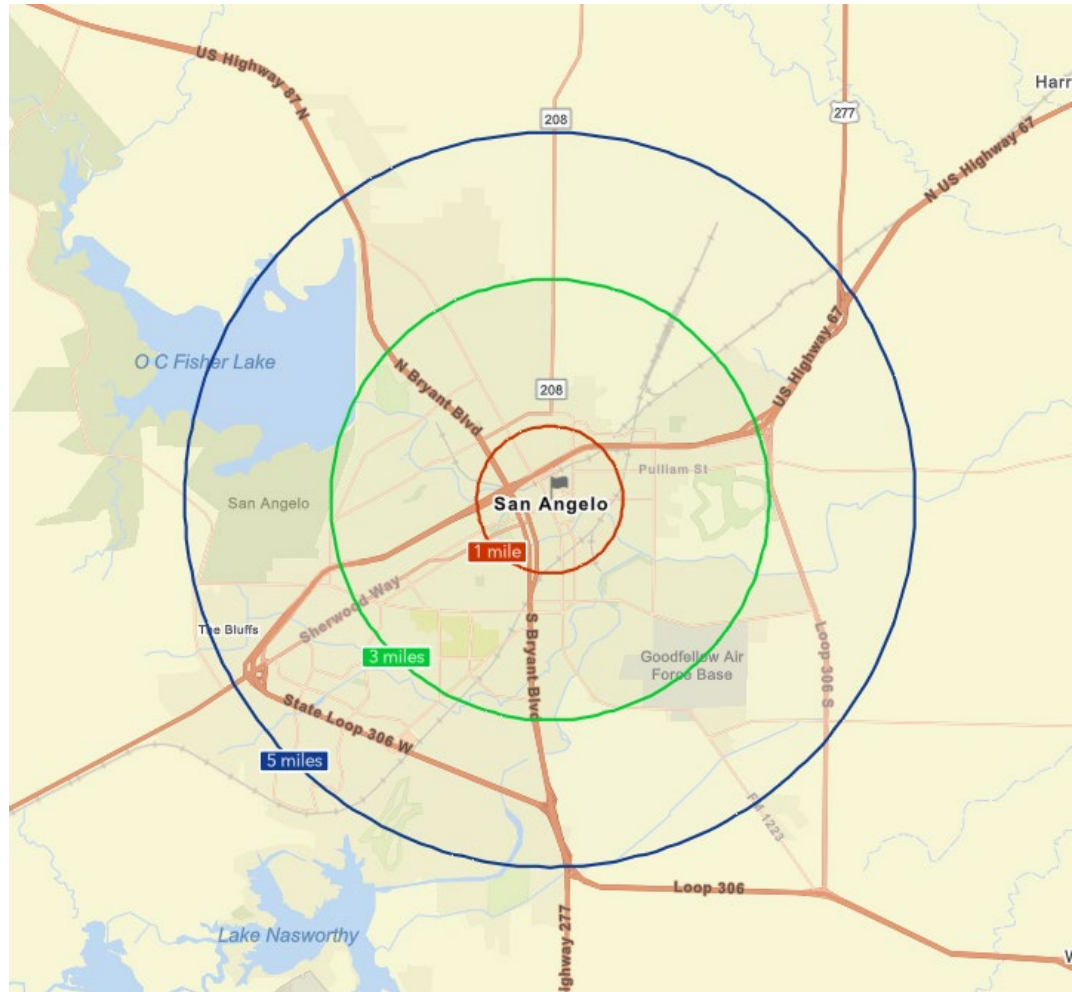 US Highway 87 N
Harr
208
277
N US Highway 67
O C Fisher Lake
US Highway 67
N Bryant Blvd
208
Pulliam St
San Angelo
San Angelo
1 mile
Sherwood Way
The Bluffs
3 miles
S Bryant Blvd
Goodfellow Air
Force Base
Loop 306 S
State Loop 306 W
5 miles
FM 1223
Loop 306
Lake Nasworthy
ighway 277
W